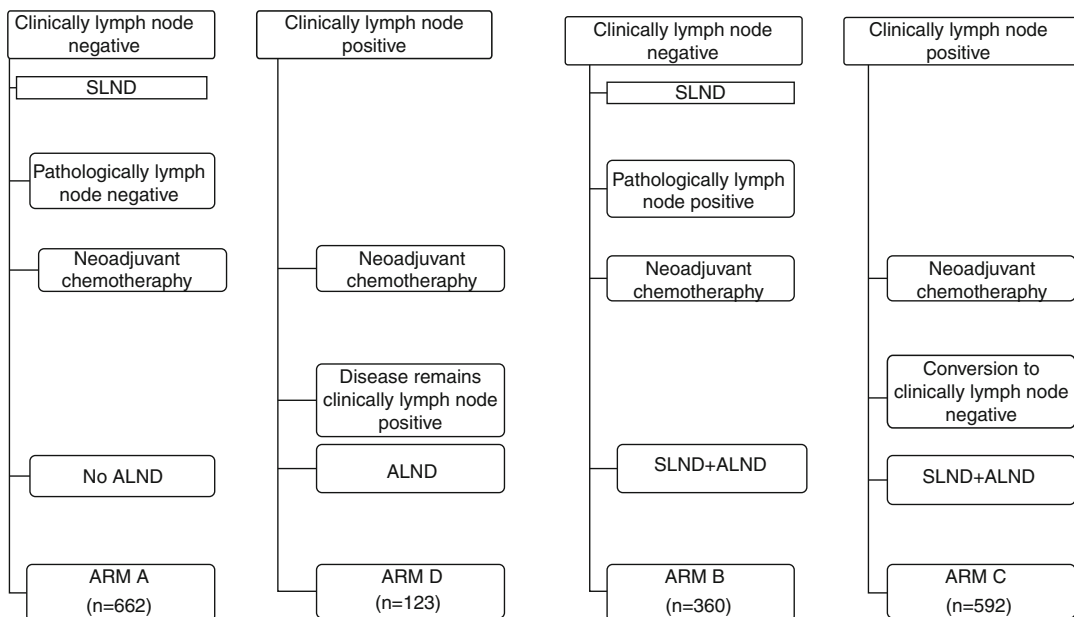 Clinically lymph node
negative
SLND
Pathologically lymph
node negative
Neoadjuvant
chemotheraphy
No ALND
ARM A
(n=662)
Clinically lymph node
positive
Neoadjuvant
chemotheraphy
Disease remains
clinically lymph node
positive
ALND
ARM D
(n=123)
Clinically lymph node
negative
SLND
Pathologically lymph
node positive
Neoadjuvant
chemotheraphy
SLND+ALND
ARM B
(n=360)
Clinically lymph node
positive
Neoadjuvant
chemotheraphy
Conversion to
clinically lymph node
negative
SLND+ALND
ARM C
(n=592)